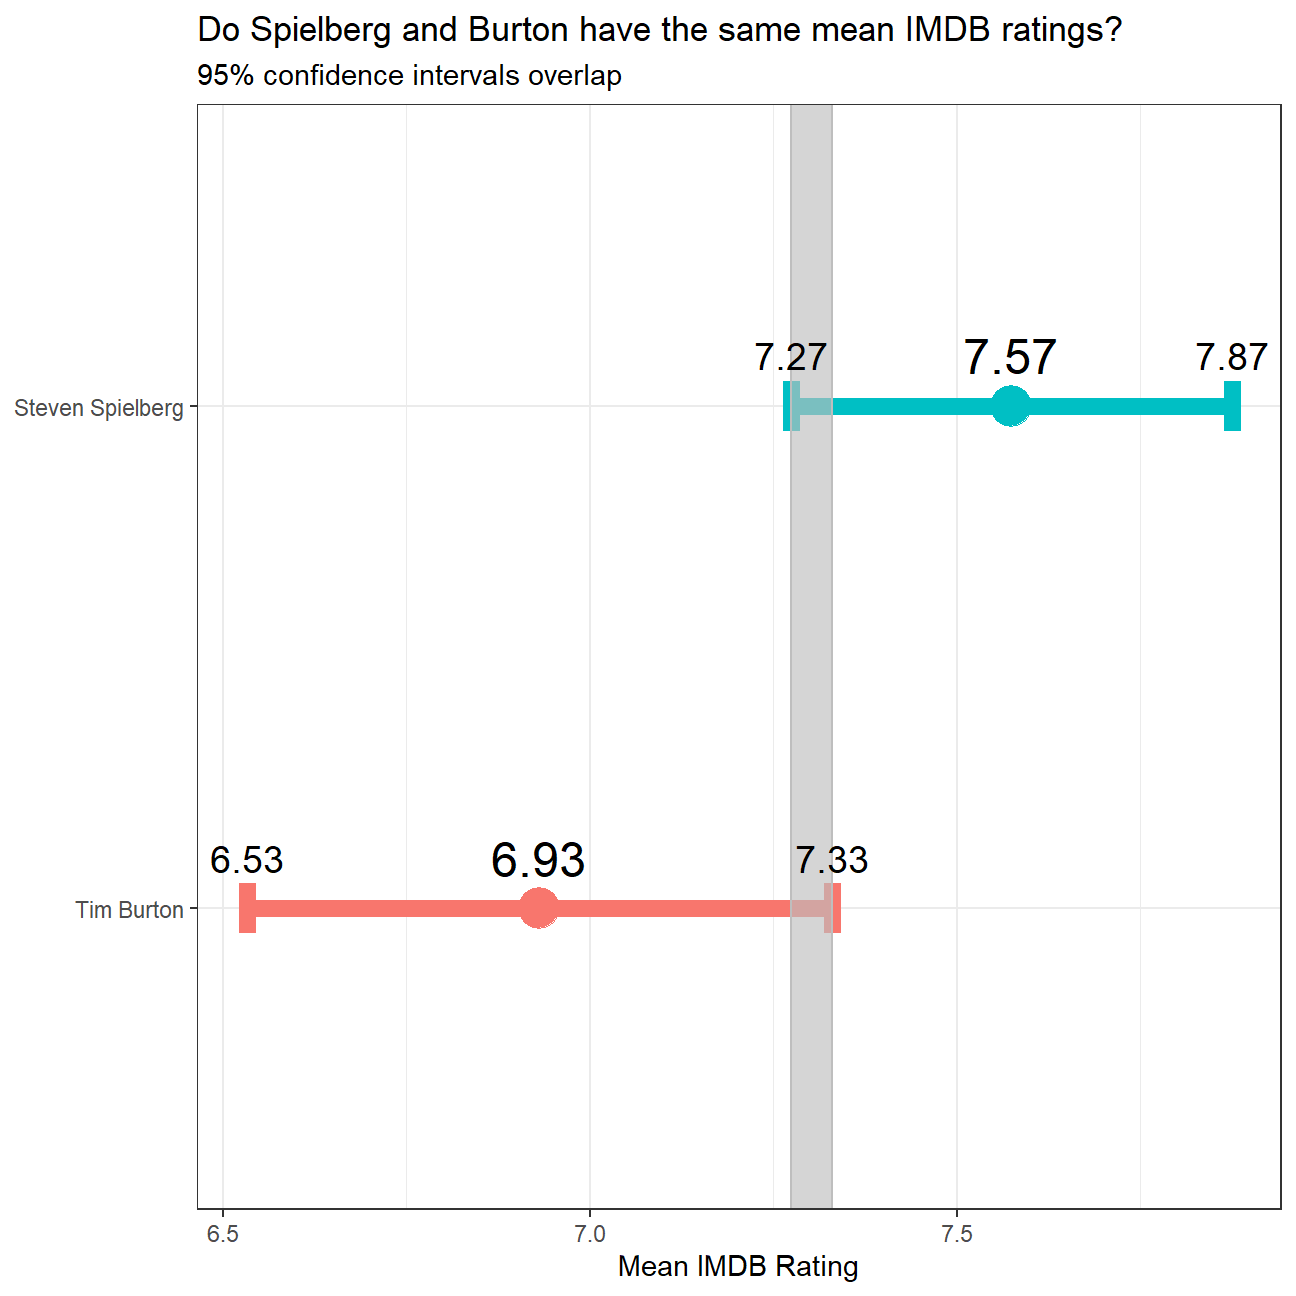 Do Spielberg and Burton have the same mean IMDB ratings?
95% confidence intervals overlap
7.27 7.57 7.87
Steven Spielberg
6.53 6.93 7.33
Tim Burton
6.5 7.0 7.5
Mean IMDB Rating